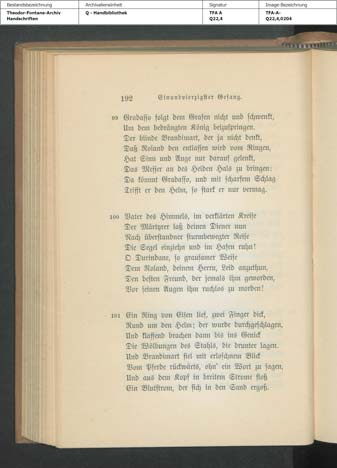 Bestandsbezeichnung
Archivalieneinheit
Signatur
Image-Bezeichnung
Theodor-Fontane-Archiv
Handschriften
Q - Handbibliothek
TFA A
Q22,4
TFA-A-
Q22,4,0204
192 Einundvierzigster Gesang.
99 Gradasso folgt dem Grafen nicht und schwenkt,
Um dem bedrängten König beizuspringen.
Der blinde Brandimart, der ja nicht denkt,
Daß Roland den entlassen wird vom Ringen,
Hat Sinn und Auge nur darauf gelenkt,
Das Messer an des Heiden Hals zu bringen:
Da kömmt Gradasso, und mit scharfem Schlag
Trifft er den Helm, so stark er nur vermag.
100 Vater des Himmels, im verklärten Kreise
Der Märtyrer laß deinen Diener nun
Nach überstandner sturmbewegter Reise
Die Segel einziehn und im Hafen ruhn!
O Durindane, so grausamer Weise
Dem Roland, deinem Herrn, Leid anzuthun,
Den besten Freund, der jemals ihm geworden,
Vor seinen Augen ihm ruchlos zu morden!
101 Ein Ring von Eisen lief, zwei Finger dick,
Rund um den Helm; der wurde durchgeschlagen,
Und klaffend brachen dann bis ins Genick
Die Wölbungen des Stahls, die drunter lagen.
Und Brandimart fiel mit erloschnem Blick
Vom Pferde rückwärts, ohn' ein Wort zu sagen,
Und aus dem Kopf in breitem Strome floß
Ein Blutstrom, der sich in den Sand ergoß.